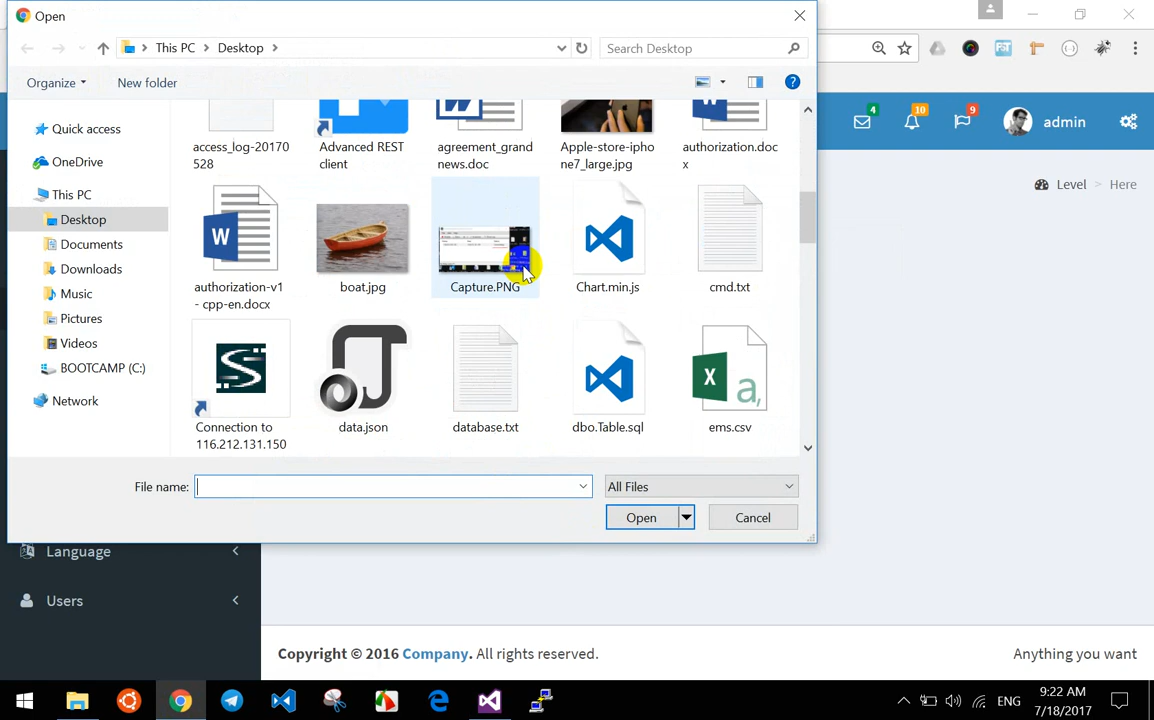 Open
This PC
Desktop
Search Desktop
Organize
New folder
Quick access
OneDrive
This PC
Desktop
Documents
Downloads
Music
Pictures
Videos
BOOTCAMP (C:)
Network
access_log-20170
528
Advanced REST
client
agreement_grand
news.doc
Apple-store-ipho
ne7_large.jpg
authorization.doc
x
W
authorization-v1
- cpp-en.docx
boat.jpg
Capture.PNG
Chart.min.js
cmd.txt
Connection to
116.212.131.150
data.json
database.txt
dbo.Table.sql
X
a,
ems.csv
File name:
All Files
Open
Cancel
4
10
9
admin
Level > Here
Language
Users
Copyright © 2016 Company. All rights reserved.
Anything you want
ENG
9:22 AM
7/18/2017